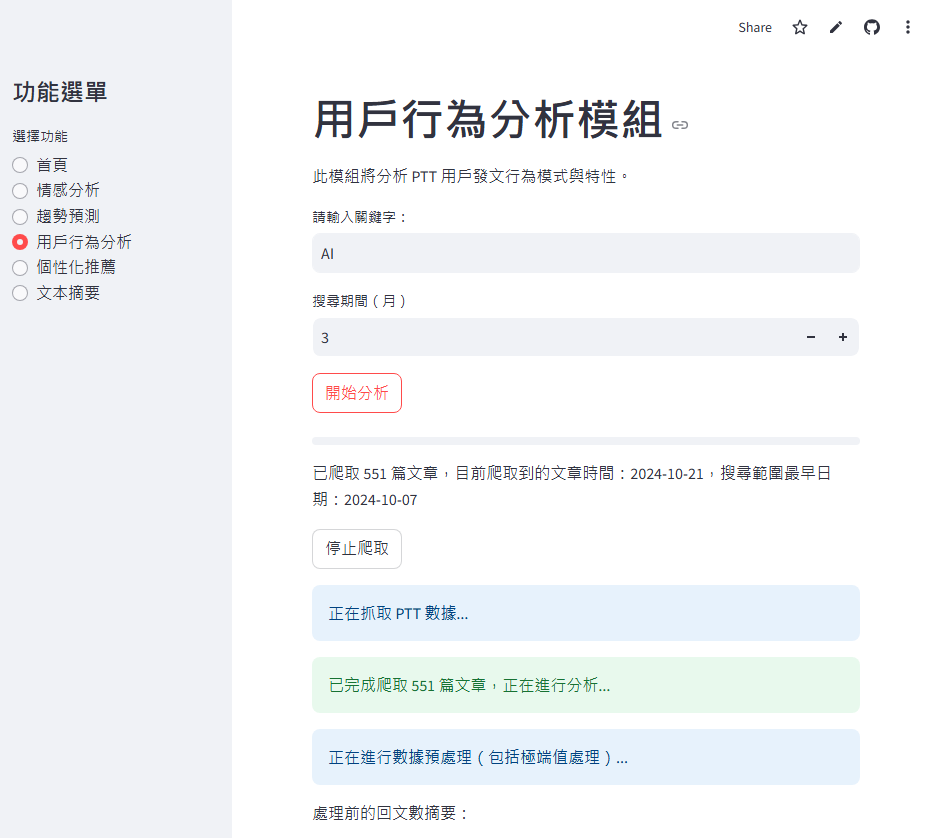 Share
功能選單
選擇功能
首頁
情感分析
趨勢預測
用戶行為分析
個性化推薦
文本摘要
用戶行為分析模組
此模組將分析 PTT 用戶發文行為模式與特性。
請輸入關鍵字：
AI
搜尋期間（月）
3
開始分析
已爬取 551 篇文章，目前爬取到的文章時間：2024-10-21，搜尋範圍最早日
期：2024-10-07
停止爬取
正在抓取 PTT 數據...
已完成爬取 551 篇文章，正在進行分析...
正在進行數據預處理（包括極端值處理）...
處理前的回文數摘要：